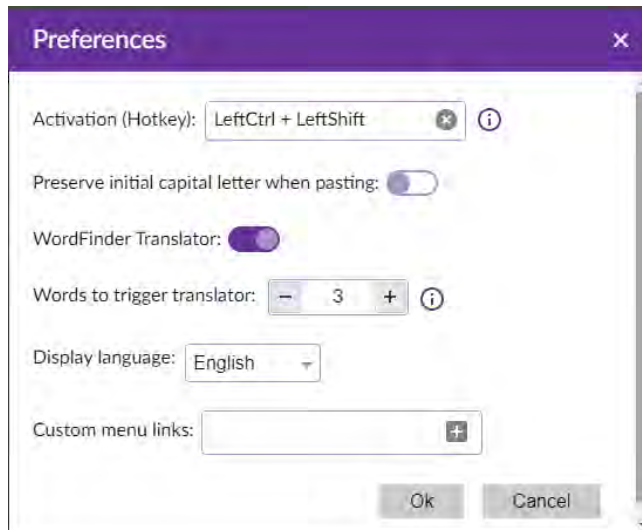 Preferences
Activation (Hotkey): LeftCtrl + LeftShift
Preserve initial capital letter when pasting:
WordFinder Translator:
Words to trigger translator: − 3 +
Display language: English
Custom menu links:
Ok Cancel